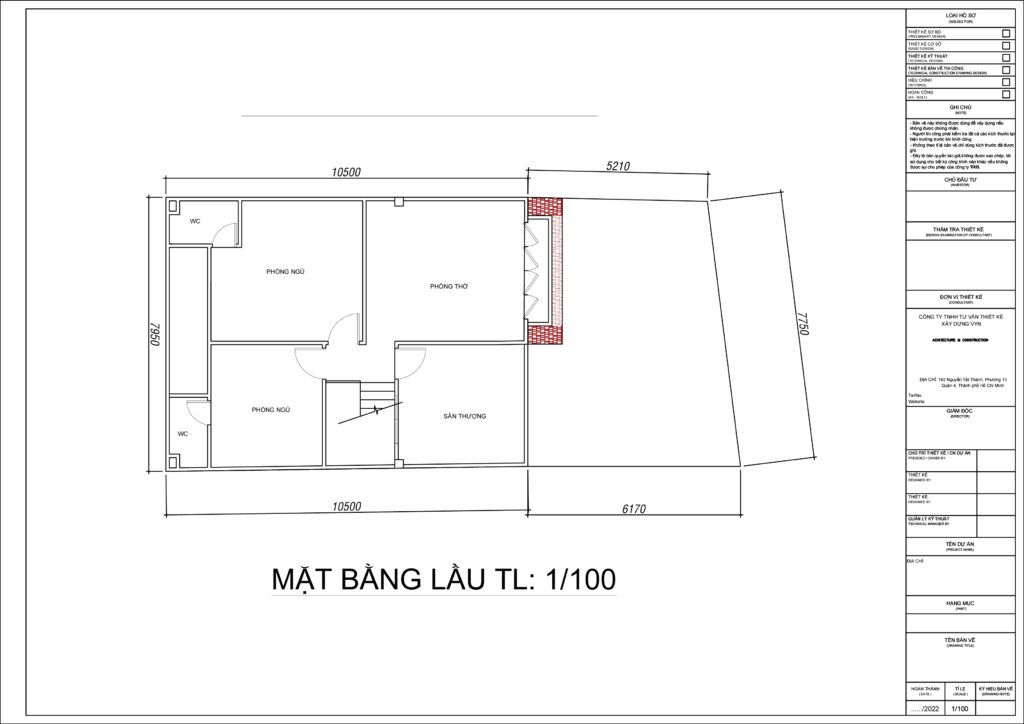 10500
5210
7950
7750
WC
PHÒNG NGỦ
PHÒNG THỜ
PHÒNG NGỦ
SÂN THƯỢNG
WC
10500
6170
MẶT BẰNG LẦU TL: 1/100
LOẠI HỒ SƠ
(ISSUED FOR)
THIẾT KẾ SƠ BỘ
(PRELIMINARY DESIGN)
THIẾT KẾ CƠ SỞ
(BASIC DESIGN)
THIẾT KẾ KỸ THUẬT
(TECHNICAL DESIGN)
THIẾT KẾ BẢN VẼ THI CÔNG
(TECHNICAL CONSTRUCTION DRAWING DESIGN)
HIỆU CHỈNH
(REVISING)
HOÀN CÔNG
(AS - BUILT)
GHI CHÚ
(NOTE)
- Bản vẽ này không được dùng để xây dựng nếu
không được chứng nhận.
- Người thi công phải kiểm tra tất cả các kích thước tại
hiện trường trước khi khởi công.
- Không theo tỉ lệ bản vẽ, chỉ dùng kích thước đã được
ghi.
- Đây là bản quyền tác giả, không được sao chép, tái
sử dụng cho bất kỳ công trình nào khác nếu không
được sự cho phép của công ty
CHỦ ĐẦU TƯ
(INVESTOR)
THẨM TRA THIẾT KẾ
(DESIGN EXAMINATION OF CONSULTANT)
ĐƠN VỊ THIẾT KẾ
(CONSULTANT)
CÔNG TY TNHH TƯ VẤN THIẾT KẾ
XÂY DỰNG VYN
ACHITECTURE & CONSTRUCTION
ĐỊA CHỈ: 162 Nguyễn Tất Thành, Phường 13
Quận 4, Thành phố Hồ Chí Minh
Tel/fax:
Website:
GIÁM ĐỐC
(DIRECTOR)
CHỦ TRÌ THIẾT KẾ / CN DỰ ÁN
PRESIDED / OWNER BY:
THIẾT KẾ
DESIGNED BY:
THIẾT KẾ
DESIGNED BY:
QUẢN LÝ KỸ THUẬT
TECHNICAL MANAGER BY:
TÊN DỰ ÁN
(PROJECT NAME)
ĐỊA CHỈ:
HẠNG MỤC
(PART)
TÊN BẢN VẼ
(DRAWING TITLE)
HOÀN THÀNH
( DATE )
TỈ LỆ
( SCALE )
KÝ HIỆU BẢN VẼ
(DRAWING NOTE)
....../2022
1/100